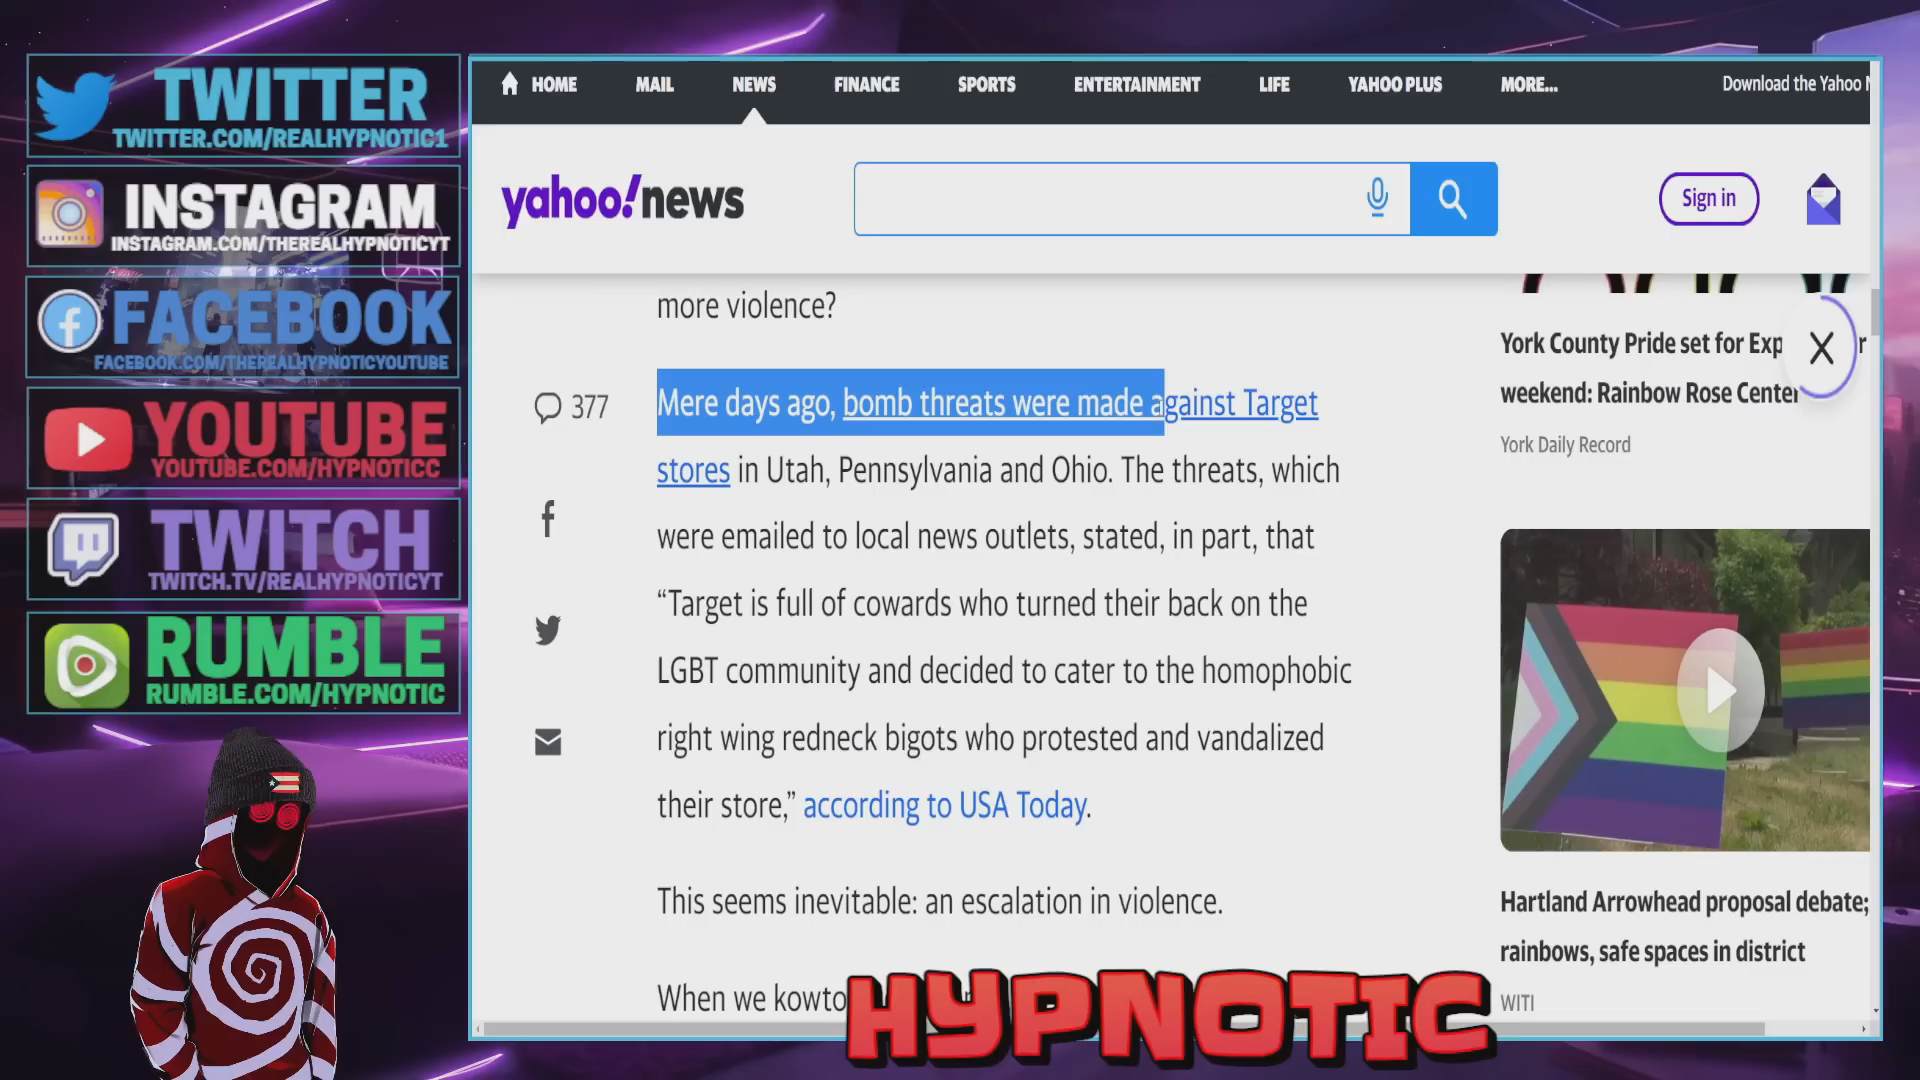 TWITTER
TWITTER.COM/REALHYPNOTIC1
INSTAGRAM
INSTAGRAM.COM/THEREALHYPNOTICYT
FACEBOOK
FACEBOOK.COM/THEREALHYPNOTICYOUTUBE
YOUTUBE
YOUTUBE.COM/HYPNOTICC
TWITCH
TWITCH.TV/REALHYPNOTICYT
RUMBLE
RUMBLE.COM/HYPNOTIC
HOME MAIL NEWS FINANCE SPORTS ENTERTAINMENT LIFE YAHOO PLUS MORE... Download the Yahoo
yahoo!news
Sign in
more violence?
377
Mere days ago, bomb threats were made against Target
stores in Utah, Pennsylvania and Ohio. The threats, which
were emailed to local news outlets, stated, in part, that
“Target is full of cowards who turned their back on the
LGBT community and decided to cater to the homophobic
right wing redneck bigots who protested and vandalized
their store,” according to USA Today.
This seems inevitable: an escalation in violence.
When we
York County Pride set for
weekend: Rainbow Rose Center
York Daily Record
Hartland Arrowhead proposal debate;
rainbows, safe spaces in district
WITI
HYPNOTIC